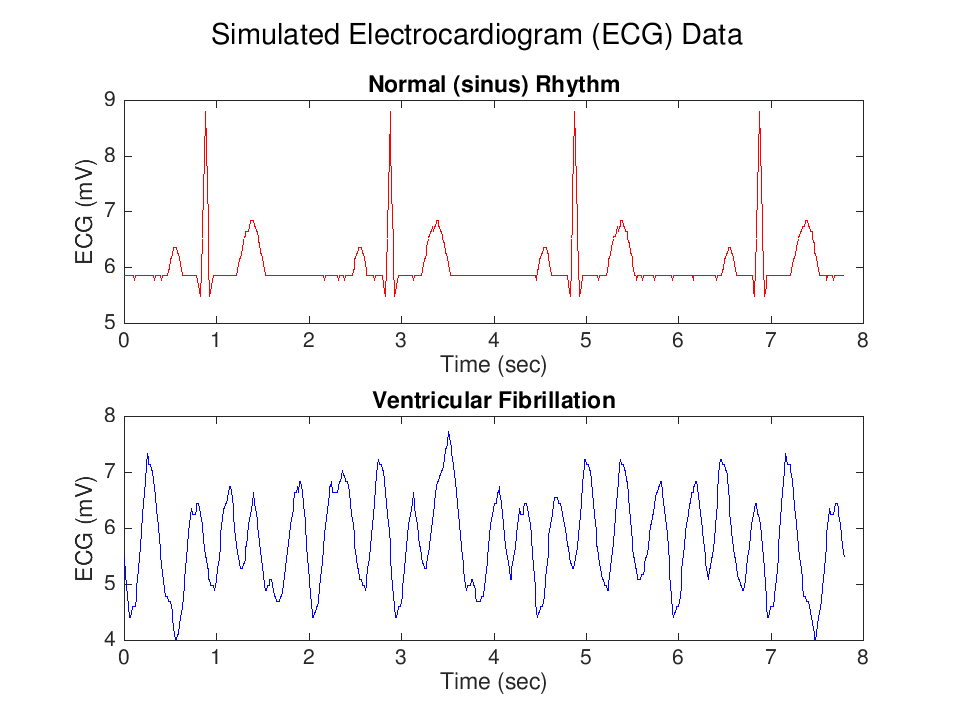 Simulated Electrocardiogram (ECG) Data
Normal (sinus) Rhythm
ECG (mV)
9
8
7
6
5
0 1 2 3 4 5 6 7 8
Time (sec)
Ventricular Fibrillation
ECG (mV)
8
7
6
5
4
0 1 2 3 4 5 6 7 8
Time (sec)